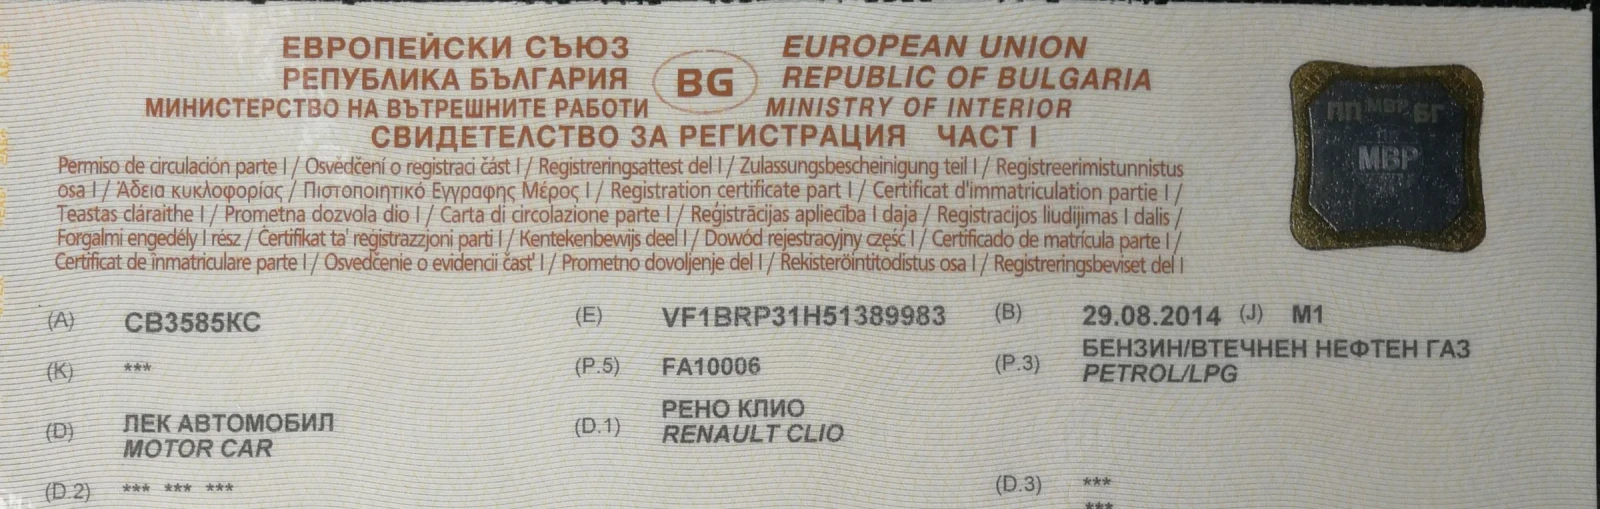 ЕВРОПЕЙСКИ СЪЮЗ EUROPEAN UNION
РЕПУБЛИКА БЪЛГАРИЯ BG REPUBLIC OF BULGARIA
МИНИСТЕРСТВО НА ВЪТРЕШНИТЕ РАБОТИ MINISTRY OF INTERIOR
СВИДЕТЕЛСТВО ЗА РЕГИСТРАЦИЯ ЧАСТ I
ПП МВР БГ
ПП
МВР
Permiso de circulación parte I / Osvědčení o registraci část I / Registreringsattest del I / Zulassungsbescheinigung teil I / Registreerimistunnistus
osa I / Άδεια κυκλοφορίας / Πιστοποιητικό Εγγραφης Μέρος I / Registration certificate part I / Certificat d'immatriculation partie I /
Teastas cláraithe I / Prometna dozvola dio I / Carta di circolazione parte I / Reģistrācijas apliecība I daja / Registracijos liudijimas I dalis /
Forgalmi engedély I rész / Ċertifikat ta' reġistrazzjoni parti I / Kentekenbewijs deel I / Dowód rejestracyjny część I / Certificado de matrícula parte I /
Certificat de înmatriculare parte I / Osvedčenie o evidencii časť I / Prometno dovoljenje del I / Rekisteröintitodistus osa I / Registreringsbeviset del I
(A) CB3585KC (E) VF1BRP31H51389983 (B) 29.08.2014 (J) M1
(K) *** (P.5) FA10006 (P.3) БЕНЗИН/ВТЕЧНЕН НЕФТЕН ГАЗ
PETROL/LPG
(D) ЛЕК АВТОМОБИЛ (D.1) РЕНО КЛИО
MOTOR CAR RENAULT CLIO
(D.2) *** *** *** (D.3) ***
***